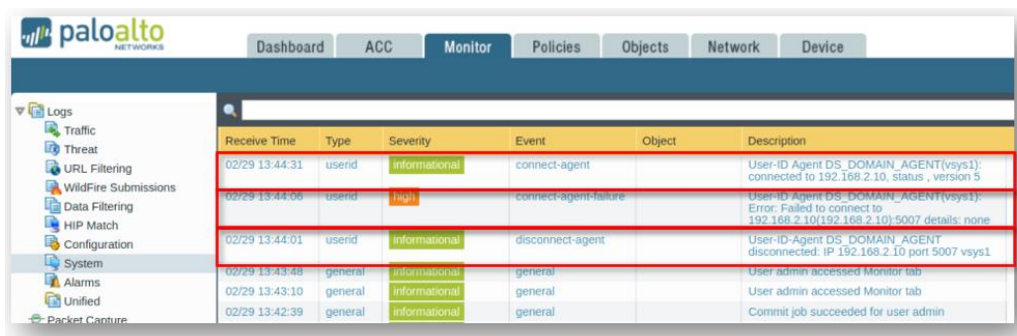 paloalto
NETWORKS
Dashboard ACC Monitor Policies Objects Network Device
Logs
Traffic
Threat
URL Filtering
WildFire Submissions
Data Filtering
HIP Match
Configuration
System
Alarms
Unified
Packet Capture
Receive Time Type Severity Event Object Description
02/29 13:44:31 userid informational connect-agent User-ID Agent DS_DOMAIN_AGENT(vsys1):
connected to 192.168.2.10, status , version 5
02/29 13:44:06 userid high connect-agent-failure User-ID Agent DS_DOMAIN_AGENT(vsys1):
Error: Failed to connect to
192.168.2.10(192.168.2.10):5007 details: none
02/29 13:44:01 userid informational disconnect-agent User-ID-Agent DS_DOMAIN_AGENT
disconnected: IP 192.168.2.10 port 5007 vsys1
02/29 13:43:48 general informational general User admin accessed Monitor tab
02/29 13:43:10 general informational general User admin accessed Monitor tab
02/29 13:42:39 general informational general Commit job succeeded for user admin